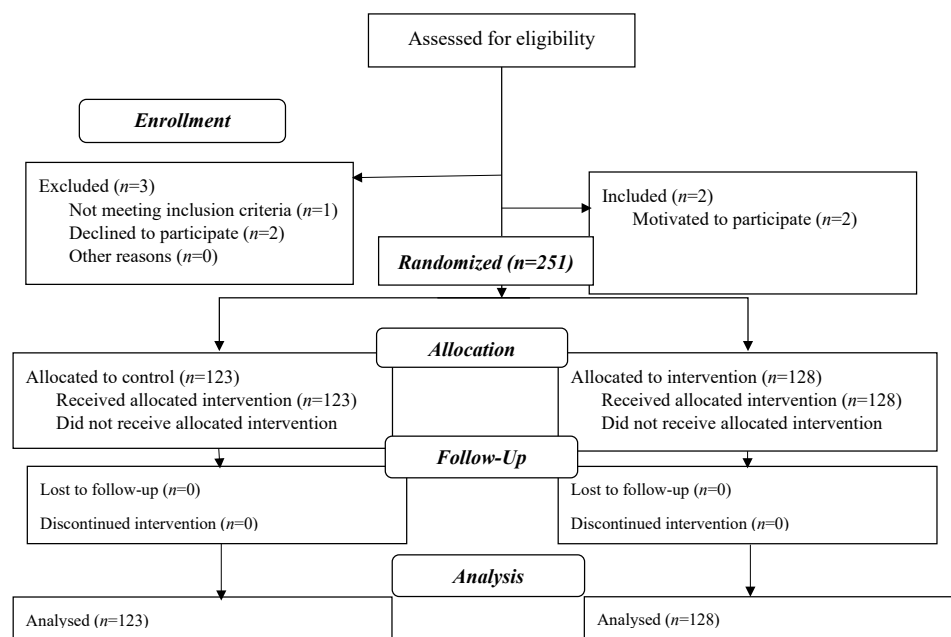 Assessed for eligibility
Enrollment
Excluded (n=3)
Not meeting inclusion criteria (n=1)
Declined to participate (n=2)
Other reasons (n=0)
Included (n=2)
Motivated to participate (n=2)
Randomized (n=251)
Allocation
Allocated to control (n=123)
Received allocated intervention (n=123)
Did not receive allocated intervention
Allocated to intervention (n=128)
Received allocated intervention (n=128)
Did not receive allocated intervention
Follow-Up
Lost to follow-up (n=0)
Discontinued intervention (n=0)
Lost to follow-up (n=0)
Discontinued intervention (n=0)
Analysis
Analysed (n=123)
Analysed (n=128)